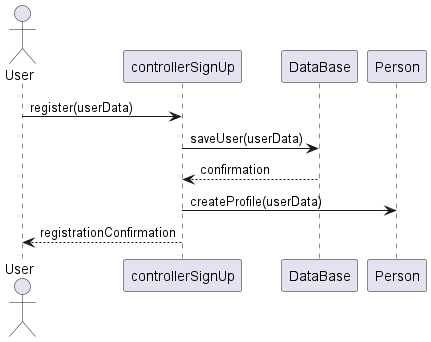 User
controllerSignUp
DataBase
Person
register(userData)
saveUser(userData)
confirmation
createProfile(userData)
registrationConfirmation
User
controllerSignUp
DataBase
Person